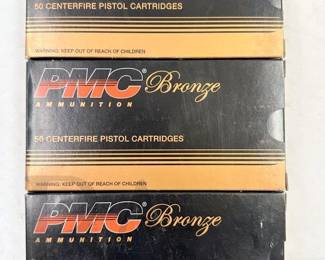 50 CENTERFIRE PISTOL CARTRIDGES
WARNING: KEEP OUT OF REACH OF CHILDREN
PMC Bronze
AMMUNITION
50 CENTERFIRE PISTOL CARTRIDGES
WARNING: KEEP OUT OF REACH OF CHILDREN
PMC Bronze
AMMUNITION